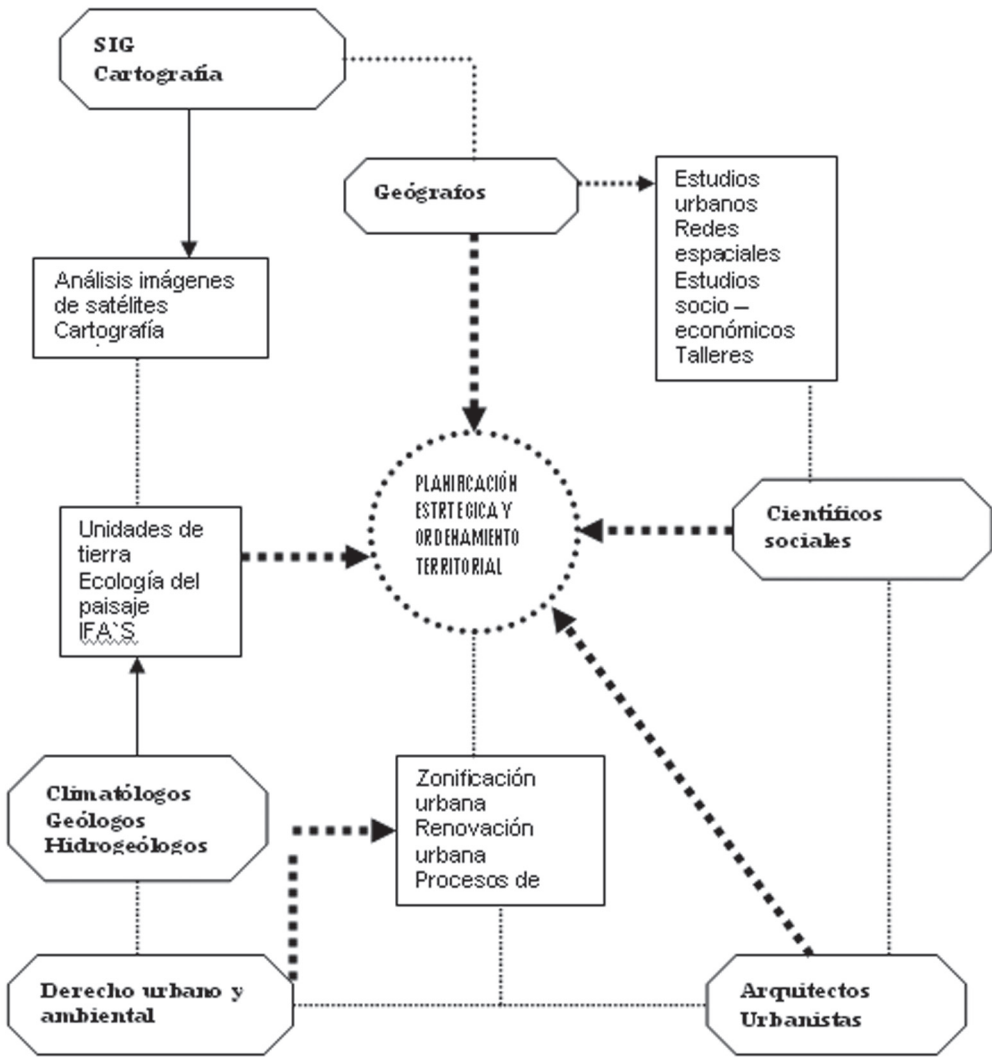 SIG
Cartografía
Geógrafos
Estudios
urbanos
Redes
espaciales
Estudios
socio –
económicos
Talleres
Análisis imágenes
de satélites
Cartografía
PLANIFICACIÓN
ESTRTEGICA Y
ORDENAMIENTO
TERRITORIAL
Científicos
sociales
Unidades de
tierra
Ecología del
paisaje
IFA`S
Climatólogos
Geólogos
Hidrogeólogos
Zonificación
urbana
Renovación
urbana
Procesos de
Derecho urbano y
ambiental
Arquitectos
Urbanistas